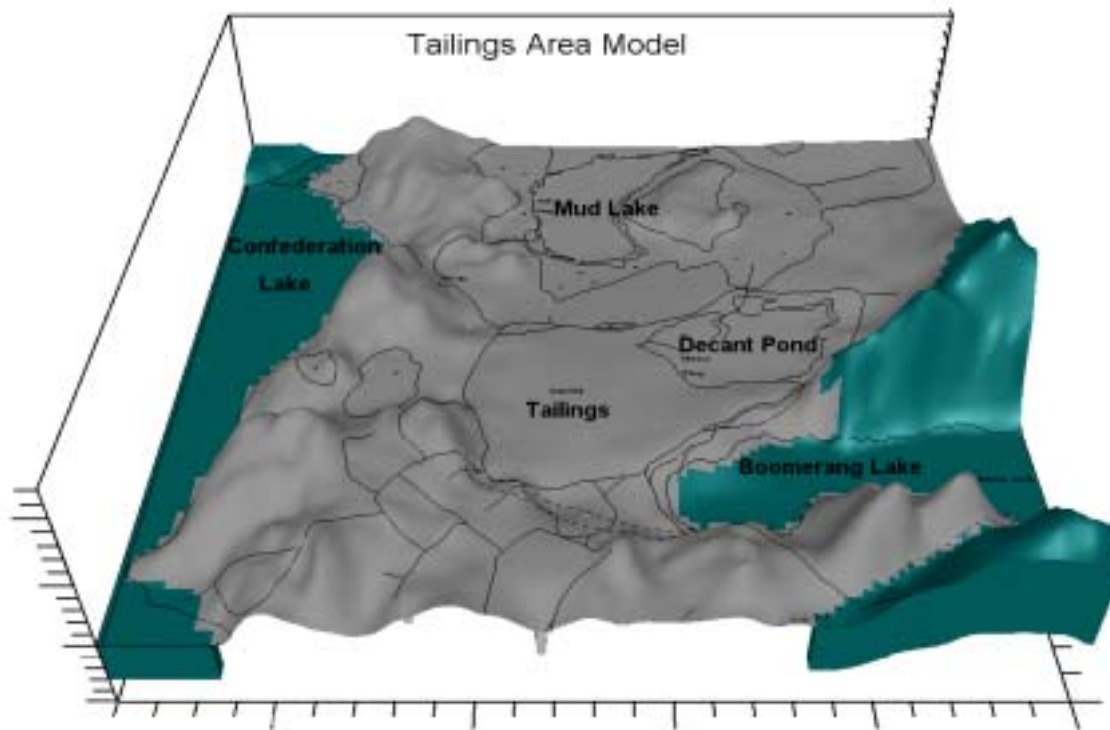 Tailings Area Model
Mud Lake
Confederation
Lake
Decant Pond
Tailings
Boomerang Lake